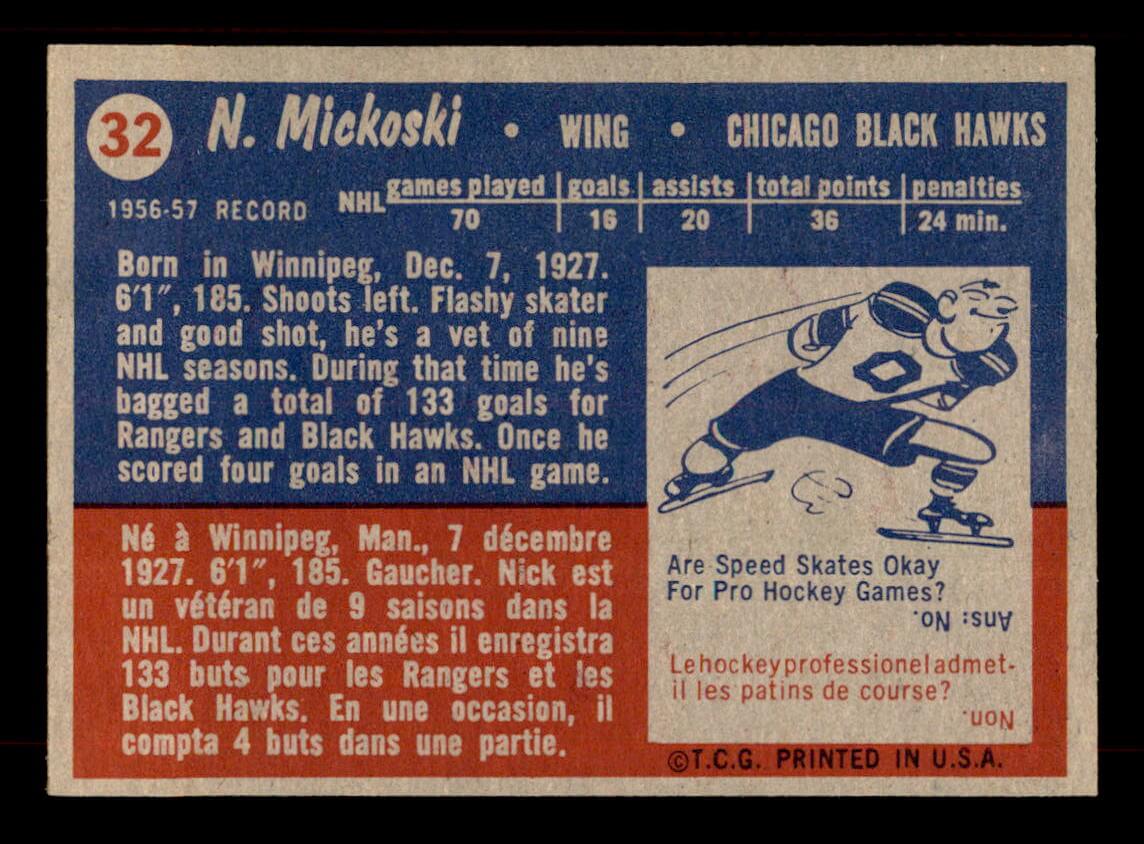 32 N. Mickoski • WING • CHICAGO BLACK HAWKS
1956-57 RECORD NHL games played goals assists total points penalties
70 16 20 36 24 min.
Born in Winnipeg, Dec. 7, 1927.
6'1", 185. Shoots left. Flashy skater
and good shot, he's a vet of nine
NHL seasons. During that time he's
bagged a total of 133 goals for
Rangers and Black Hawks. Once he
scored four goals in an NHL game.
Né à Winnipeg, Man., 7 décembre
1927. 6'1", 185. Gaucher. Nick est
un vétéran de 9 saisons dans la
NHL. Durant ces années il enregistra
133 buts pour les Rangers et les
Black Hawks. En une occasion, il
compta 4 buts dans une partie.
Are Speed Skates Okay
For Pro Hockey Games?
Ans: No.
Le hockey professionel admet-
il les patins de course?
Non.
©T.C.G. PRINTED IN U.S.A.